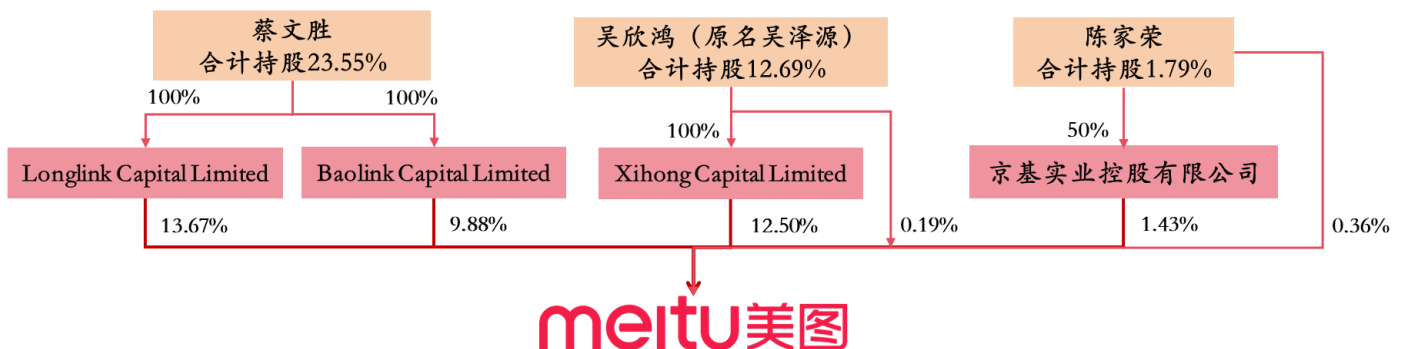 蔡文胜
合计持股23.55%
吴欣鸿（原名吴泽源）
合计持股12.69%
陈家荣
合计持股1.79%
100%
100%
100%
50%
Longlink Capital Limited
Baolink Capital Limited
Xihong Capital Limited
京基实业控股有限公司
13.67%
9.88%
12.50%
0.19%
1.43%
0.36%
meitu美图